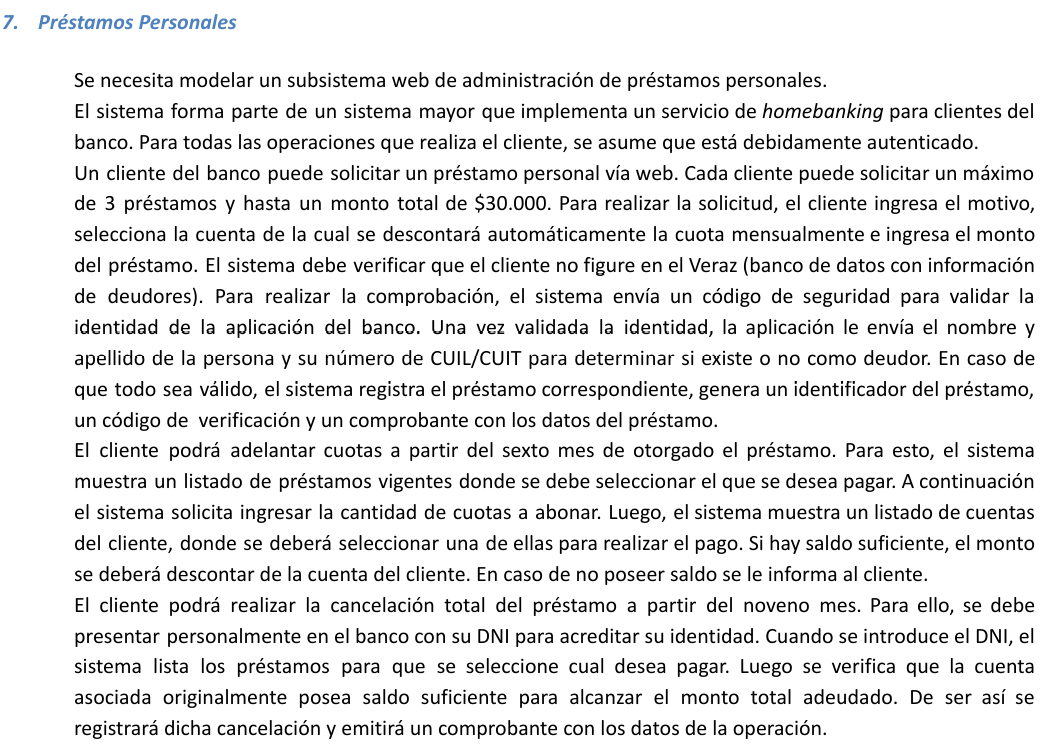 7. Préstamos Personales
Se necesita modelar un subsistema web de administración de préstamos personales.
El sistema forma parte de un sistema mayor que implementa un servicio de homebanking para clientes del
banco. Para todas las operaciones que realiza el cliente, se asume que está debidamente autenticado.
Un cliente del banco puede solicitar un préstamo personal vía web. Cada cliente puede solicitar un máximo
de 3 préstamos y hasta un monto total de $30.000. Para realizar la solicitud, el cliente ingresa el motivo,
selecciona la cuenta de la cual se descontará automáticamente la cuota mensualmente e ingresa el monto
del préstamo. El sistema debe verificar que el cliente no figure en el Veraz (banco de datos con información
de deudores). Para realizar la comprobación, el sistema envía un código de seguridad para validar la
identidad de la aplicación del banco. Una vez validada la identidad, la aplicación le envía el nombre y
apellido de la persona y su número de CUIL/CUIT para determinar si existe o no como deudor. En caso de
que todo sea válido, el sistema registra el préstamo correspondiente, genera un identificador del préstamo,
un código de verificación y un comprobante con los datos del préstamo.
El cliente podrá adelantar cuotas a partir del sexto mes de otorgado el préstamo. Para esto, el sistema
muestra un listado de préstamos vigentes donde se debe seleccionar el que se desea pagar. A continuación
el sistema solicita ingresar la cantidad de cuotas a abonar. Luego, el sistema muestra un listado de cuentas
del cliente, donde se deberá seleccionar una de ellas para realizar el pago. Si hay saldo suficiente, el monto
se deberá descontar de la cuenta del cliente. En caso de no poseer saldo se le informa al cliente.
El cliente podrá realizar la cancelación total del préstamo a partir del noveno mes. Para ello, se debe
presentar personalmente en el banco con su DNI para acreditar su identidad. Cuando se introduce el DNI, el
sistema lista los préstamos para que se seleccione cual desea pagar. Luego se verifica que la cuenta
asociada originalmente posea saldo suficiente para alcanzar el monto total adeudado. De ser así se
registrará dicha cancelación y emitirá un comprobante con los datos de la operación.